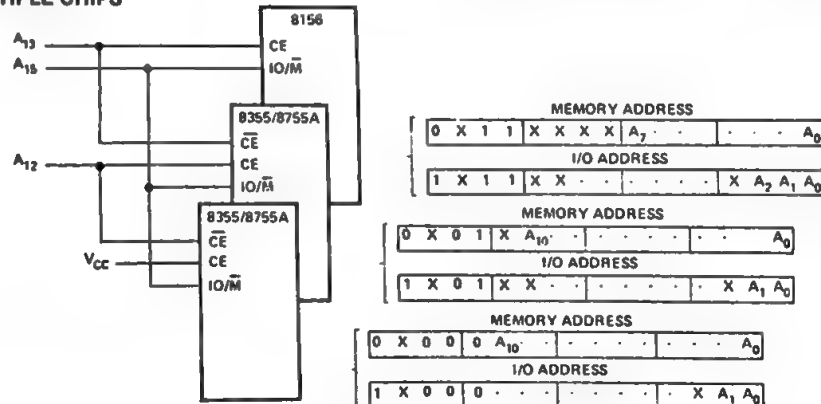 TIPLE CHIPS
8156
A13
CE
A15
IO/M̅
8355/8755A
C̅E̅
A12
CE
IO/M̅
8355/8755A
C̅E̅
VCC
CE
IO/M̅
MEMORY ADDRESS
0 X 1 1 X X X X A7 · · · · · A0
I/O ADDRESS
1 X 1 1 X X · · · · · · X A2 A1 A0
MEMORY ADDRESS
0 X 0 1 X A10 · · · · · · · A0
I/O ADDRESS
1 X 0 1 X X · · · · · · · X A1 A0
MEMORY ADDRESS
0 X 0 0 0 A10 · · · · · · · A0
I/O ADDRESS
1 X 0 0 0 · · · · · · · X A1 A0